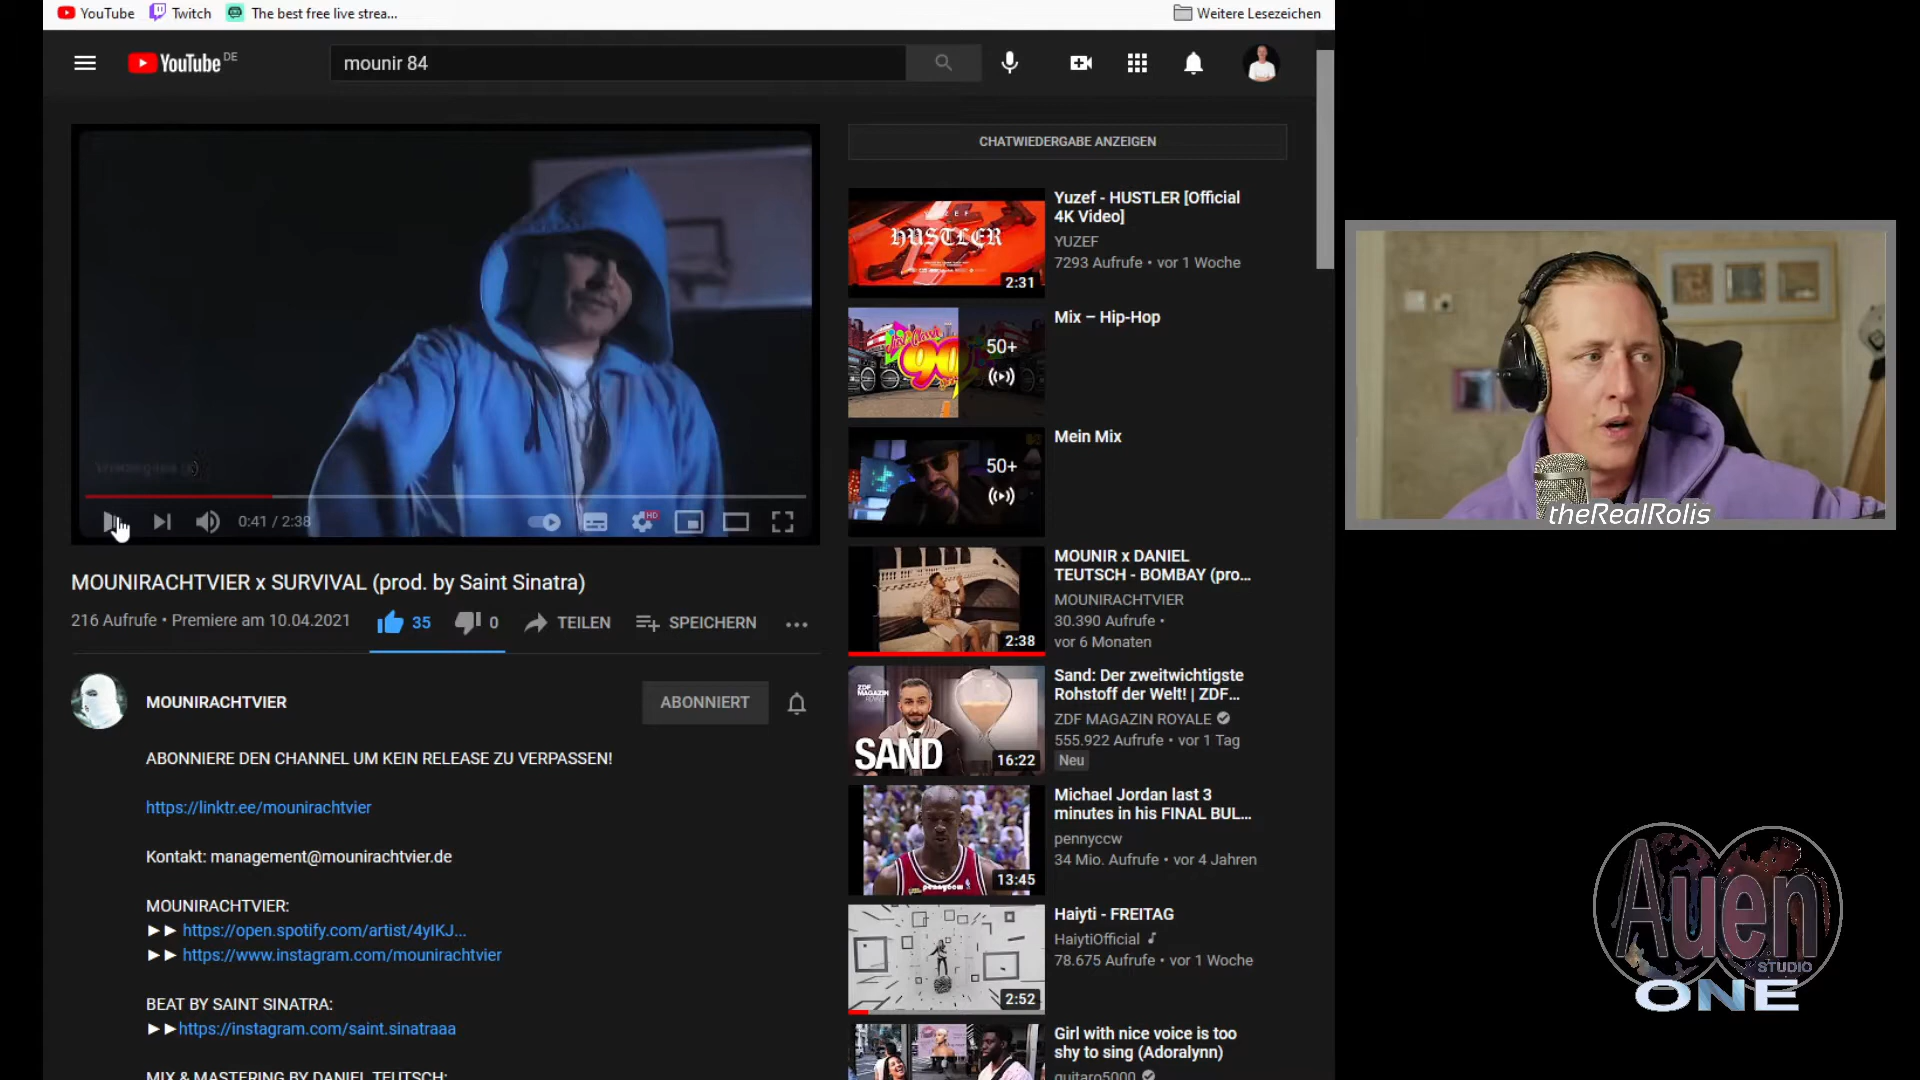 YouTube
Twitch
The best free live strea...
Weitere Lesezeichen
YouTube DE
mounir 84
CHATWIEDERGABE ANZEIGEN
YUZEF
HUSTLER
2:31
Yuzef - HUSTLER [Official
4K Video]
YUZEF
7293 Aufrufe • vor 1 Woche
90
50+
Mix – Hip-Hop
50+
Mein Mix
0:41 / 2:38
HD
MOUNIRACHTVIER x SURVIVAL (prod. by Saint Sinatra)
216 Aufrufe • Premiere am 10.04.2021
35
0
TEILEN
SPEICHERN
2:38
MOUNIR x DANIEL
TEUTSCH - BOMBAY (pro...
MOUNIRACHTVIER
30.390 Aufrufe •
vor 6 Monaten
MOUNIRACHTVIER
ABONNIERT
ZDF
MAGAZIN
ROYALE
SAND
16:22
Sand: Der zweitwichtigste
Rohstoff der Welt! | ZDF...
ZDF MAGAZIN ROYALE
555.922 Aufrufe • vor 1 Tag
Neu
ABONNIERE DEN CHANNEL UM KEIN RELEASE ZU VERPASSEN!
https://linktr.ee/mounirachtvier
Kontakt: management@mounirachtvier.de
MOUNIRACHTVIER:
►► https://open.spotify.com/artist/4yIKJ...
►► https://www.instagram.com/mounirachtvier
BEAT BY SAINT SINATRA:
►►https://instagram.com/saint.sinatraaa
MIX & MASTERING BY DANIEL TEUTSCH:
pennyccw
13:45
Michael Jordan last 3
minutes in his FINAL BUL...
pennyccw
34 Mio. Aufrufe • vor 4 Jahren
2:52
Haiyti - FREITAG
HaiytiOfficial
78.675 Aufrufe • vor 1 Woche
Girl with nice voice is too
shy to sing (Adoralynn)
guitaro5000
theRealRolis
Auen
STUDIO
ONE